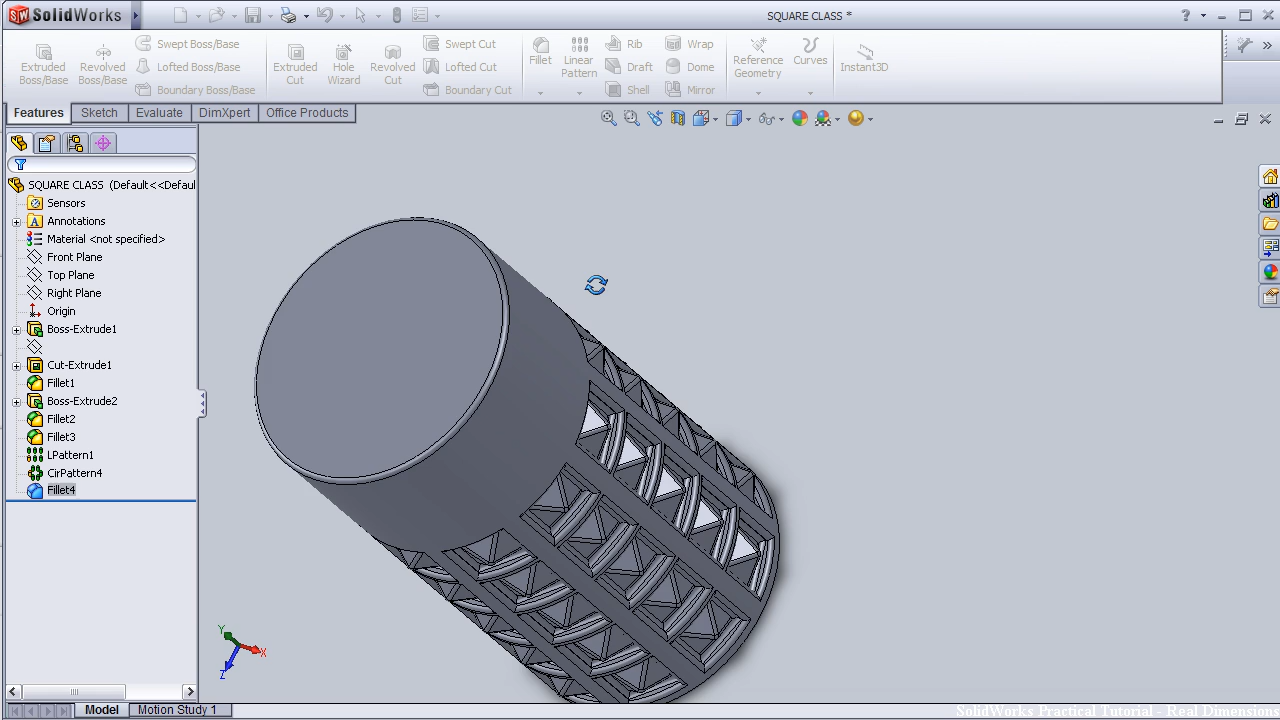 SolidWorks
SQUARE CLASS *
Extruded Boss/Base
Revolved Boss/Base
Swept Boss/Base
Lofted Boss/Base
Boundary Boss/Base
Extruded Cut
Hole Wizard
Revolved Cut
Swept Cut
Lofted Cut
Boundary Cut
Fillet
Linear Pattern
Rib
Draft
Shell
Wrap
Dome
Mirror
Reference Geometry
Curves
Instant3D
Features
Sketch
Evaluate
DimXpert
Office Products
SQUARE CLASS (Default<<Defaul
Sensors
Annotations
Material <not specified>
Front Plane
Top Plane
Right Plane
Origin
Boss-Extrude1
Cut-Extrude1
Fillet1
Boss-Extrude2
Fillet2
Fillet3
LPattern1
CirPattern4
Fillet4
Y
X
Z
Model
Motion Study 1
SolidWorks Practical Tutorial - Real Dimensions